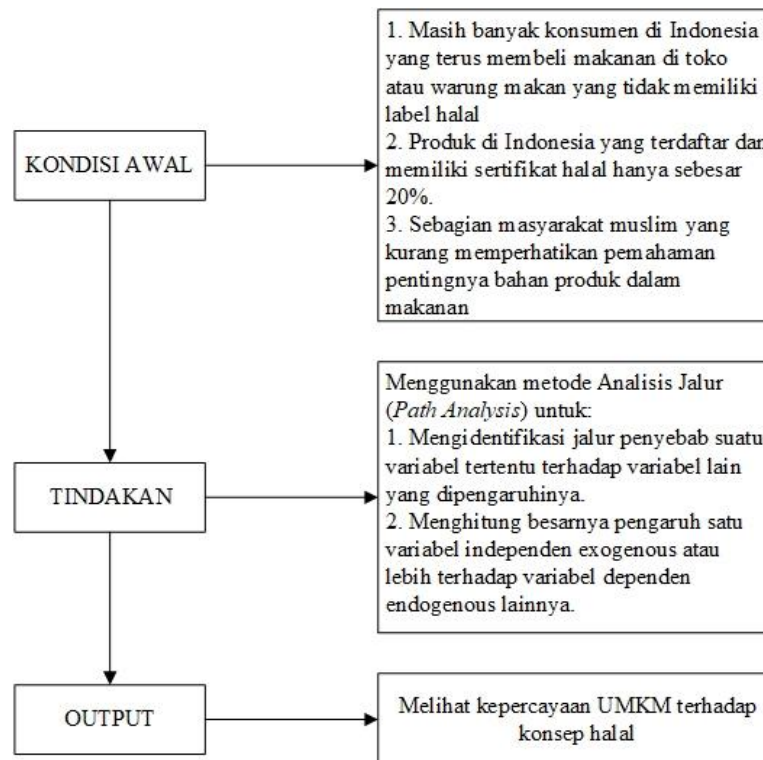 1. Masih banyak konsumen di Indonesia
yang terus membeli makanan di toko
atau warung makan yang tidak memiliki
label halal
KONDISI AWAL
2. Produk di Indonesia yang terdaftar dan
memiliki sertifikat halal hanya sebesar
20%.
3. Sebagian masyarakat muslim yang
kurang memperhatikan pemahaman
pentingnya bahan produk dalam
makanan
TINDAKAN
Menggunakan metode Analisis Jalur
(Path Analysis) untuk:
1. Mengidentifikasi jalur penyebab suatu
variabel tertentu terhadap variabel lain
yang dipengaruhinya.
2. Menghitung besarnya pengaruh satu
variabel independen exogenous atau
lebih terhadap variabel dependen
endogenous lainnya.
OUTPUT
Melihat kepercayaan UMKM terhadap
konsep halal